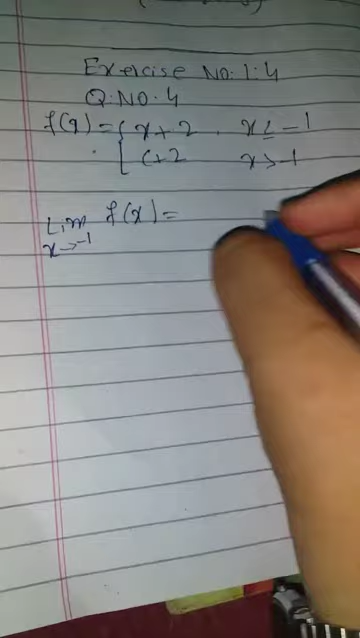 Exercise No: 1:4
Q.NO.4
f(x) = { x+2 , x ≤ -1
c+2 x > -1
Lim f(x) =
x→-1